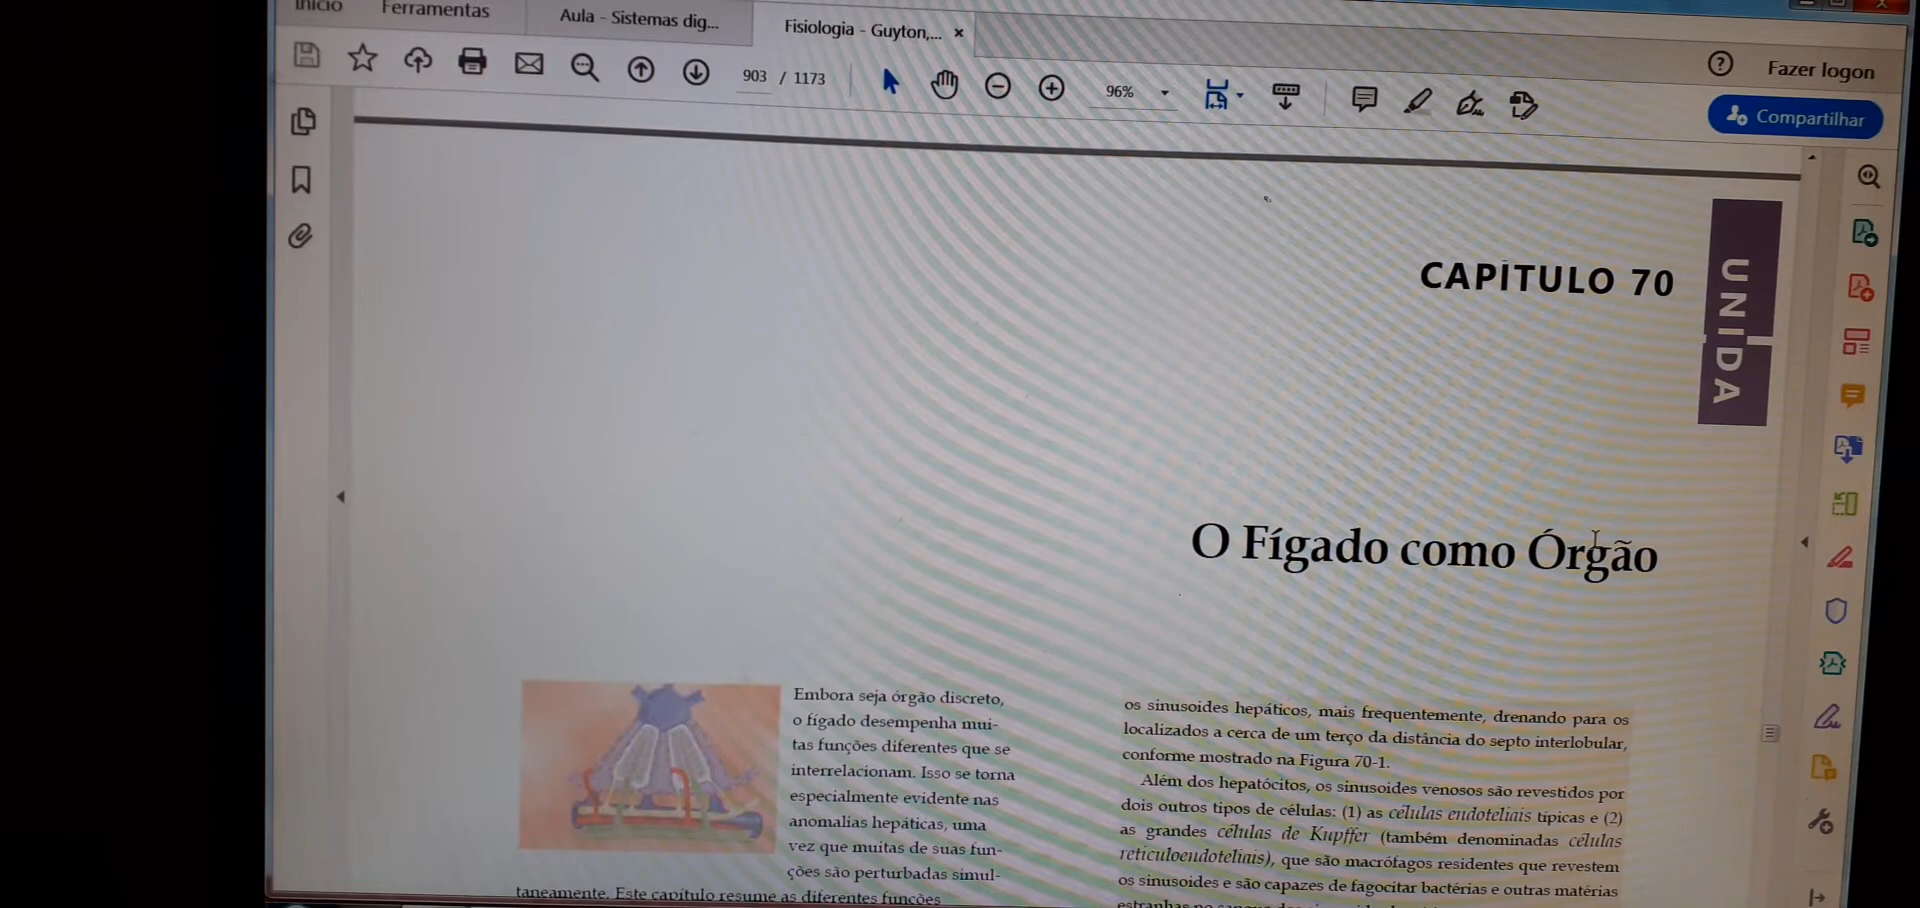 Início
Ferramentas
Aula - Sistemas dig...
Fisiologia - Guyton,...
903 / 1173
96%
Fazer logon
Compartilhar
CAPÍTULO 70
UNIDA
O Fígado como Órgão
Embora seja órgão discreto,
o fígado desempenha mui-
tas funções diferentes que se
interrelacionam. Isso se torna
especialmente evidente nas
anomalias hepáticas, uma
vez que muitas de suas fun-
ções são perturbadas simul-
taneamente. Este capítulo resume as diferentes funções
os sinusoides hepáticos, mais frequentemente, drenando para os
localizados a cerca de um terço da distância do septo interlobular,
conforme mostrado na Figura 70-1.
Além dos hepatócitos, os sinusoides venosos são revestidos por
dois outros tipos de células: (1) as células endoteliais típicas e (2)
as grandes células de Kupffer (também denominadas células
reticuloendoteliais), que são macrófagos residentes que revestem
os sinusoides e são capazes de fagocitar bactérias e outras matérias
estranhas no sangue dos